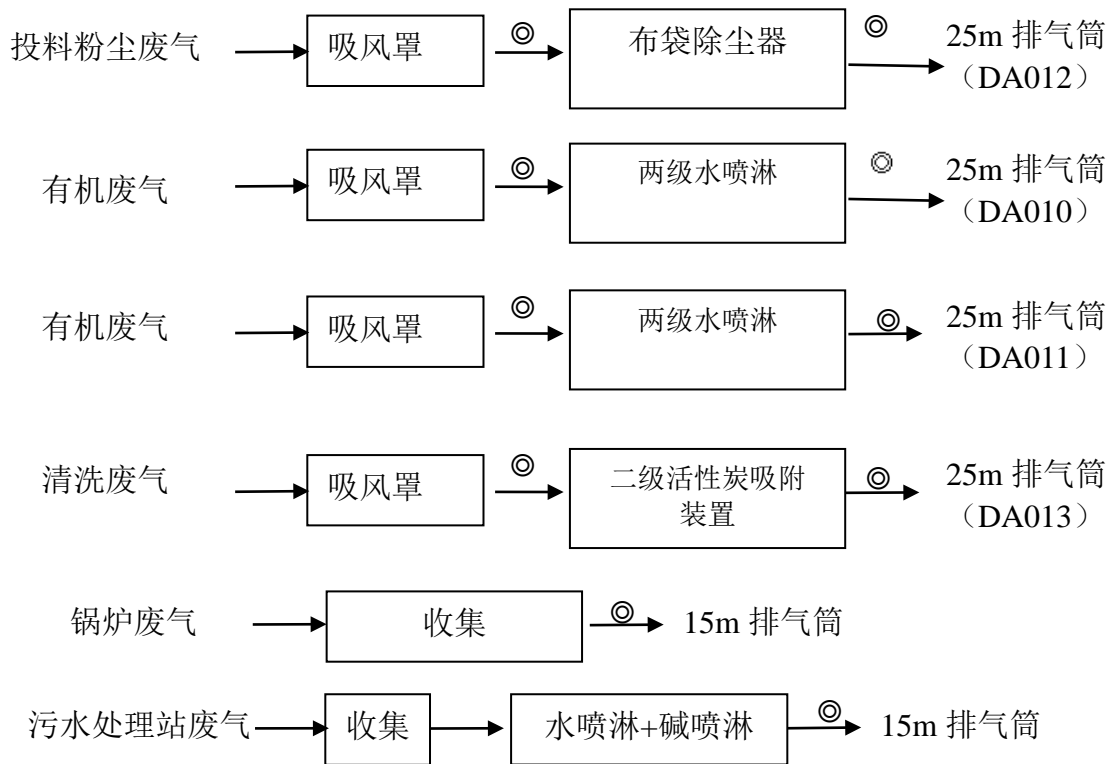 投料粉尘废气 吸风罩 ◎ 布袋除尘器 ◎ 25m 排气筒
（DA012）
有机废气 吸风罩 ◎ 两级水喷淋 ◎ 25m 排气筒
（DA010）
有机废气 吸风罩 ◎ 两级水喷淋 ◎ 25m 排气筒
（DA011）
清洗废气 吸风罩 ◎ 二级活性炭吸附
装置 ◎ 25m 排气筒
（DA013）
锅炉废气 收集 ◎ 15m 排气筒
污水处理站废气 收集 水喷淋+碱喷淋 ◎ 15m 排气筒